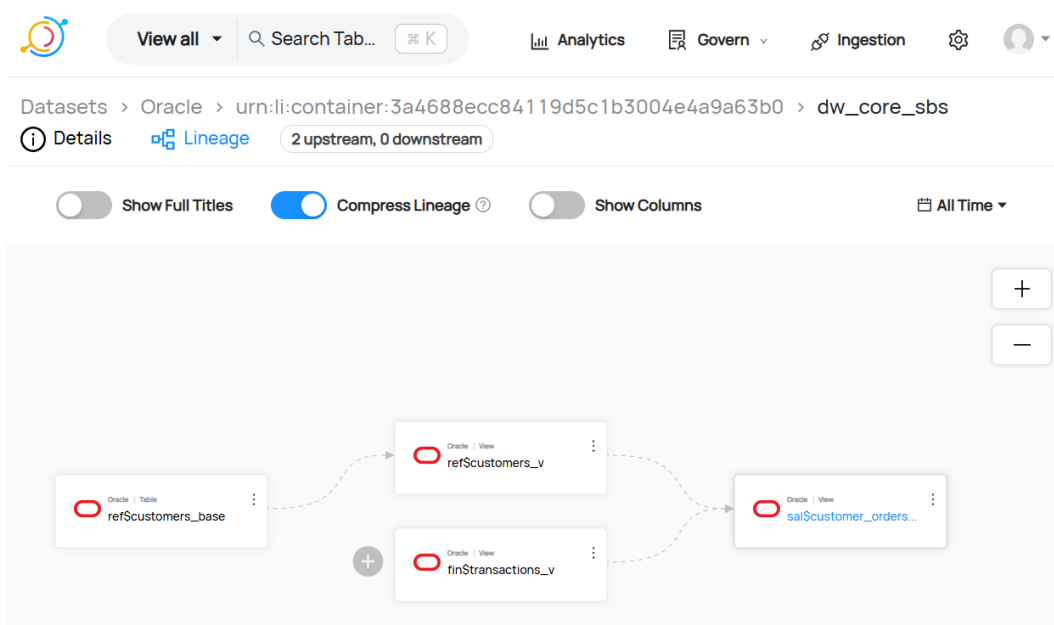 View all Search Tab... ⌘ K Analytics Govern Ingestion
Datasets > Oracle > urn:li:container:3a4688ecc84119d5c1b3004e4a9a63b0 > dw_core_sbs
Details Lineage 2 upstream, 0 downstream
Show Full Titles Compress Lineage Show Columns All Time
+
—
Oracle | View
ref$customers_v
Oracle | Table
ref$customers_base
Oracle | View
sal$customer_orders...
Oracle | View
fin$transactions_v